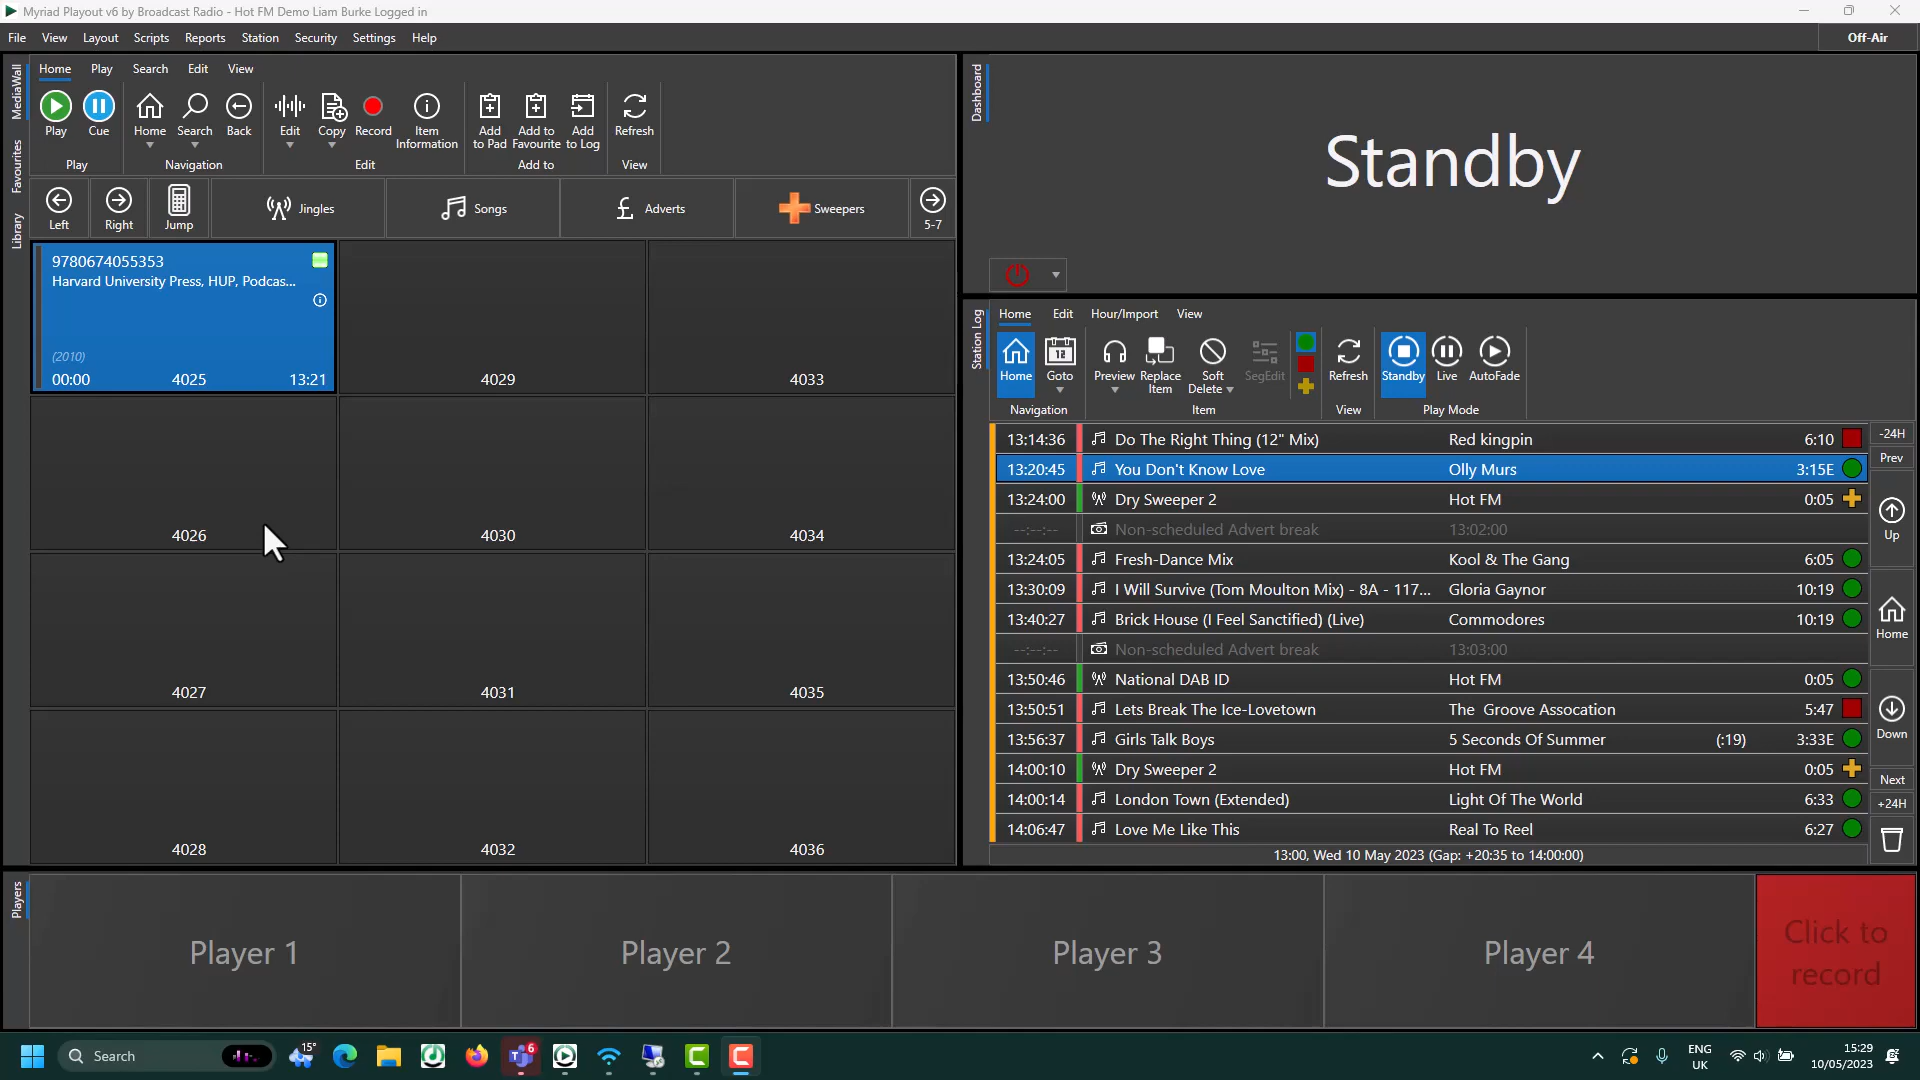 Myriad Playout v6 by Broadcast Radio - Hot FM Demo Liam Burke Logged in
File View Layout Scripts Reports Station Security Settings Help
Off-Air
MediaWall
Favourites
Library
Home Play Search Edit View
Play Cue Home Search Back Edit Copy Record Item Information Add to Pad Add to Favourite Add to Log Refresh
Play Navigation Edit Add to View
Left Right Jump Jingles Songs £ Adverts Sweepers 5-7
9780674055353
Harvard University Press, HUP, Podcas...
(2010)
00:00 4025 13:21
4029 4033
4026 4030 4034
4027 4031 4035
4028 4032 4036
Dashboard
Standby
Station Log
Home Edit Hour/Import View
Home Goto Preview Replace Item Soft Delete SegEdit Refresh Standby Live AutoFade
12
Navigation Item View Play Mode
13:14:36 Do The Right Thing (12" Mix) Red kingpin 6:10
13:20:45 You Don't Know Love Olly Murs 3:15E
13:24:00 Dry Sweeper 2 Hot FM 0:05
--:--:-- Non-scheduled Advert break 13:02:00
13:24:05 Fresh-Dance Mix Kool & The Gang 6:05
13:30:09 I Will Survive (Tom Moulton Mix) - 8A - 117... Gloria Gaynor 10:19
13:40:27 Brick House (I Feel Sanctified) (Live) Commodores 10:19
--:--:-- Non-scheduled Advert break 13:03:00
13:50:46 National DAB ID Hot FM 0:05
13:50:51 Lets Break The Ice-Lovetown The Groove Assocation 5:47
13:56:37 Girls Talk Boys 5 Seconds Of Summer (:19) 3:33E
14:00:10 Dry Sweeper 2 Hot FM 0:05
14:00:14 London Town (Extended) Light Of The World 6:33
14:06:47 Love Me Like This Real To Reel 6:27
13:00, Wed 10 May 2023 (Gap: +20:35 to 14:00:00)
-24H
Prev
Up
Home
Down
Next
+24H
Players
Player 1 Player 2 Player 3 Player 4
Click to
record
Search
15°
6
ENG
UK
15:29
10/05/2023